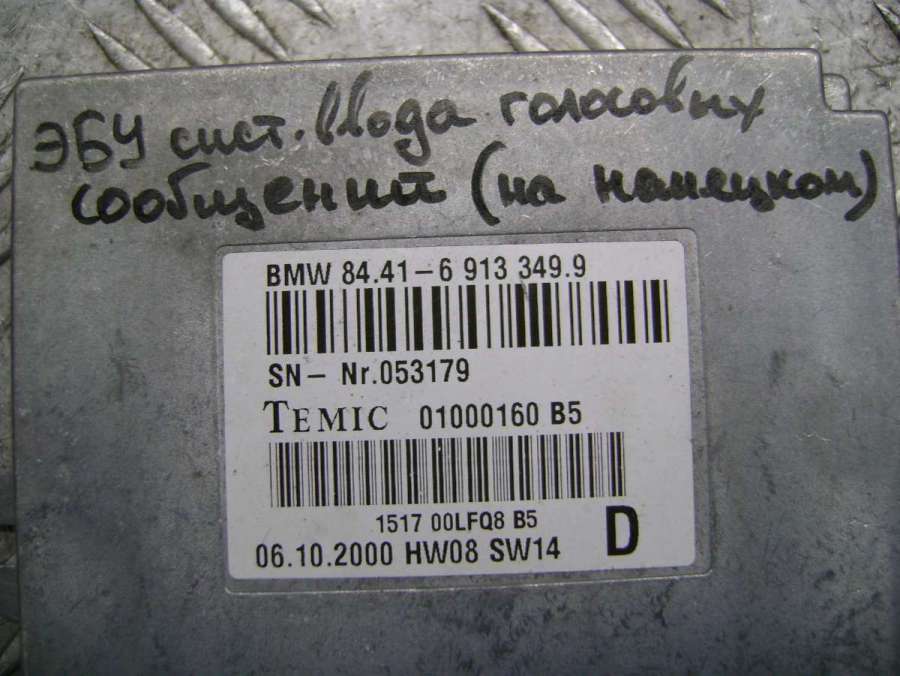 ЭБУ сист. ввода голосовых
сообщений (на немецком)
BMW 84.41-6 913 349.9
SN- Nr.053179
TEMIC 01000160 B5
1517 00LFQ8 B5
06.10.2000 HW08 SW14 D